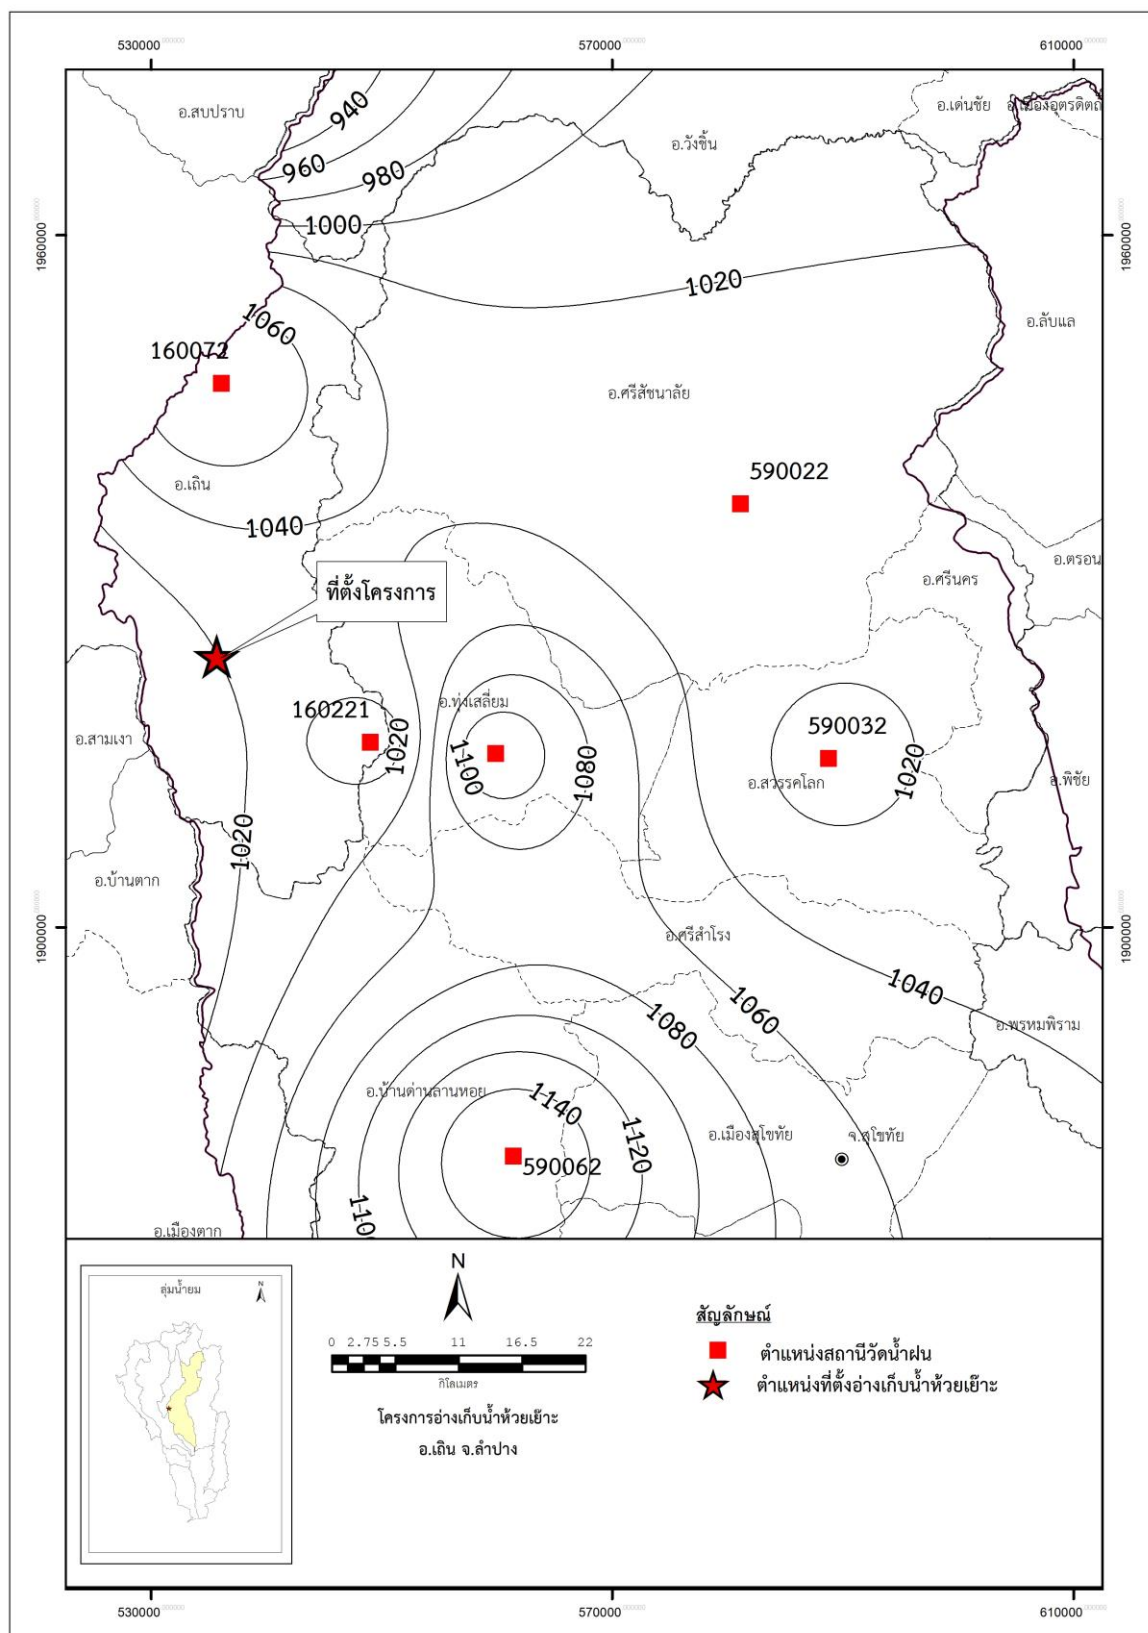 530000
570000
610000
1960000
1960000
1900000
1900000
อ.สบปราบ
940
อ.วังชิ้น
อ.เด่นชัย
960
980
1000
1020
1060
160072
อ.ลับแล
อ.ศรีสัชนาลัย
590022
อ.เถิน
1040
อ.ตรอน
อ.ศรีนคร
ที่ตั้งโครงการ
160221
อ.ทุ่งเสลี่ยม
590032
อ.สามเงา
1020
1100
1080
อ.สวรรคโลก
1020
อ.พิชัย
1020
อ.บ้านตาก
อ.ศรีสำโรง
1040
1060
1080
อ.พรหมพิราม
อ.บ้านด่านลานหอย
1140
1120
อ.เมืองสุโขทัย
จ.สุโขทัย
590062
1100
อ.เมืองตาก
ลุ่มน้ำยม
N
N
0 2.75 5.5 11 16.5 22
กิโลเมตร
โครงการอ่างเก็บน้ำห้วยเย๊าะ
อ.เถิน จ.ลำปาง
สัญลักษณ์
ตำแหน่งสถานีวัดน้ำฝน
ตำแหน่งที่ตั้งอ่างเก็บน้ำห้วยเย๊าะ
530000
570000
610000